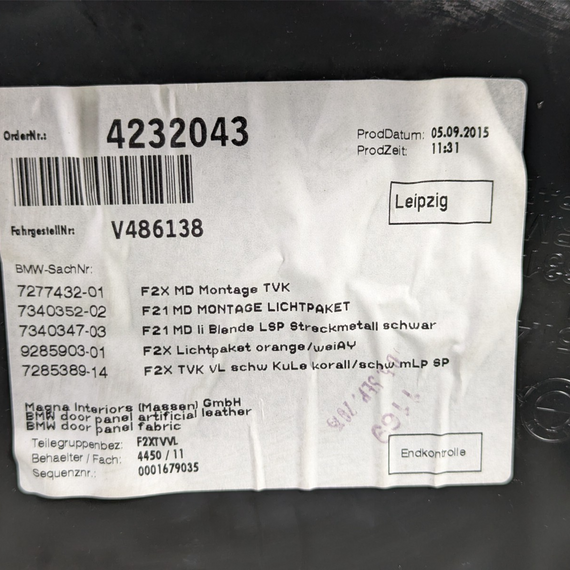 OrderNr.: 4232043
ProdDatum: 05.09.2015
ProdZeit: 11:31
Leipzig
FahrgestellNr: V486138
BMW-SachNr:
7277432-01 F2X MD Montage TVK
7340352-02 F21 MD MONTAGE LICHTPAKET
7340347-03 F21 MD li Blende LSP Streckmetall schwar
9285903-01 F2X Lichtpaket orange/weiAY
7285389-14 F2X TVK VL schw KuLe korall/schw mLp SP
Magna Interiors (Massen) GmbH
BMW door panel artificial leather
BMW door panel fabric
Teilegruppenbez: F2XTVVL
Behaelter / Fach: 4450 / 11
Sequenznr.: 0001679035
Endkontrolle